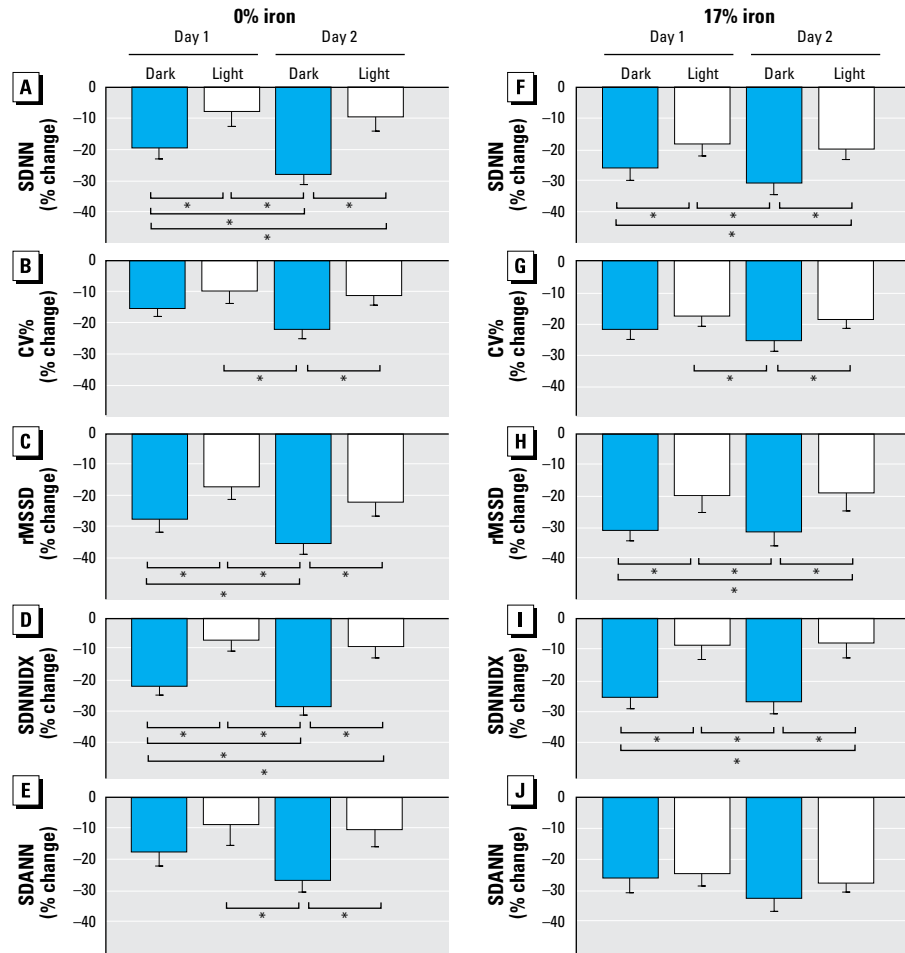 0% iron
17% iron
Day 1 Day 2
Day 1 Day 2
Dark Light Dark Light
Dark Light Dark Light
A
SDNN
(% change)
0
–10
–20
–30
–40
* * *
*
*
F
SDNN
(% change)
0
–10
–20
–30
–40
* * *
*
B
CV%
(% change)
0
–10
–20
–30
–40
* *
G
CV%
(% change)
0
–10
–20
–30
–40
* *
C
rMSSD
(% change)
0
–10
–20
–30
–40
* * *
*
H
rMSSD
(% change)
0
–10
–20
–30
–40
* * *
*
D
SDNNIDX
(% change)
0
–10
–20
–30
–40
* * *
*
*
I
SDNNIDX
(% change)
0
–10
–20
–30
–40
* * *
*
E
SDANN
(% change)
0
–10
–20
–30
–40
* *
J
SDANN
(% change)
0
–10
–20
–30
–40